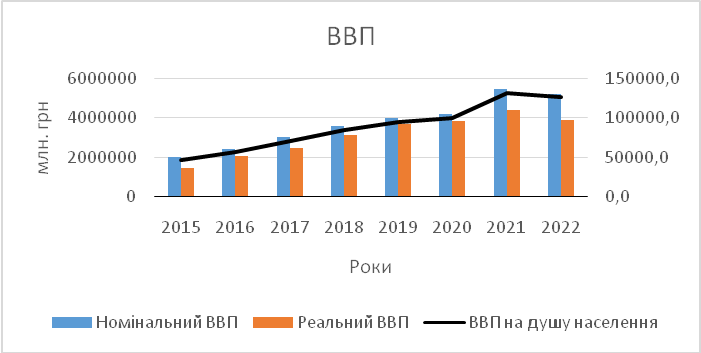 ВВП
млн. грн
6000000
4000000
2000000
0
150000,0
100000,0
50000,0
0,0
2015 2016 2017 2018 2019 2020 2021 2022
Роки
Номінальний ВВП Реальний ВВП ВВП на душу населення